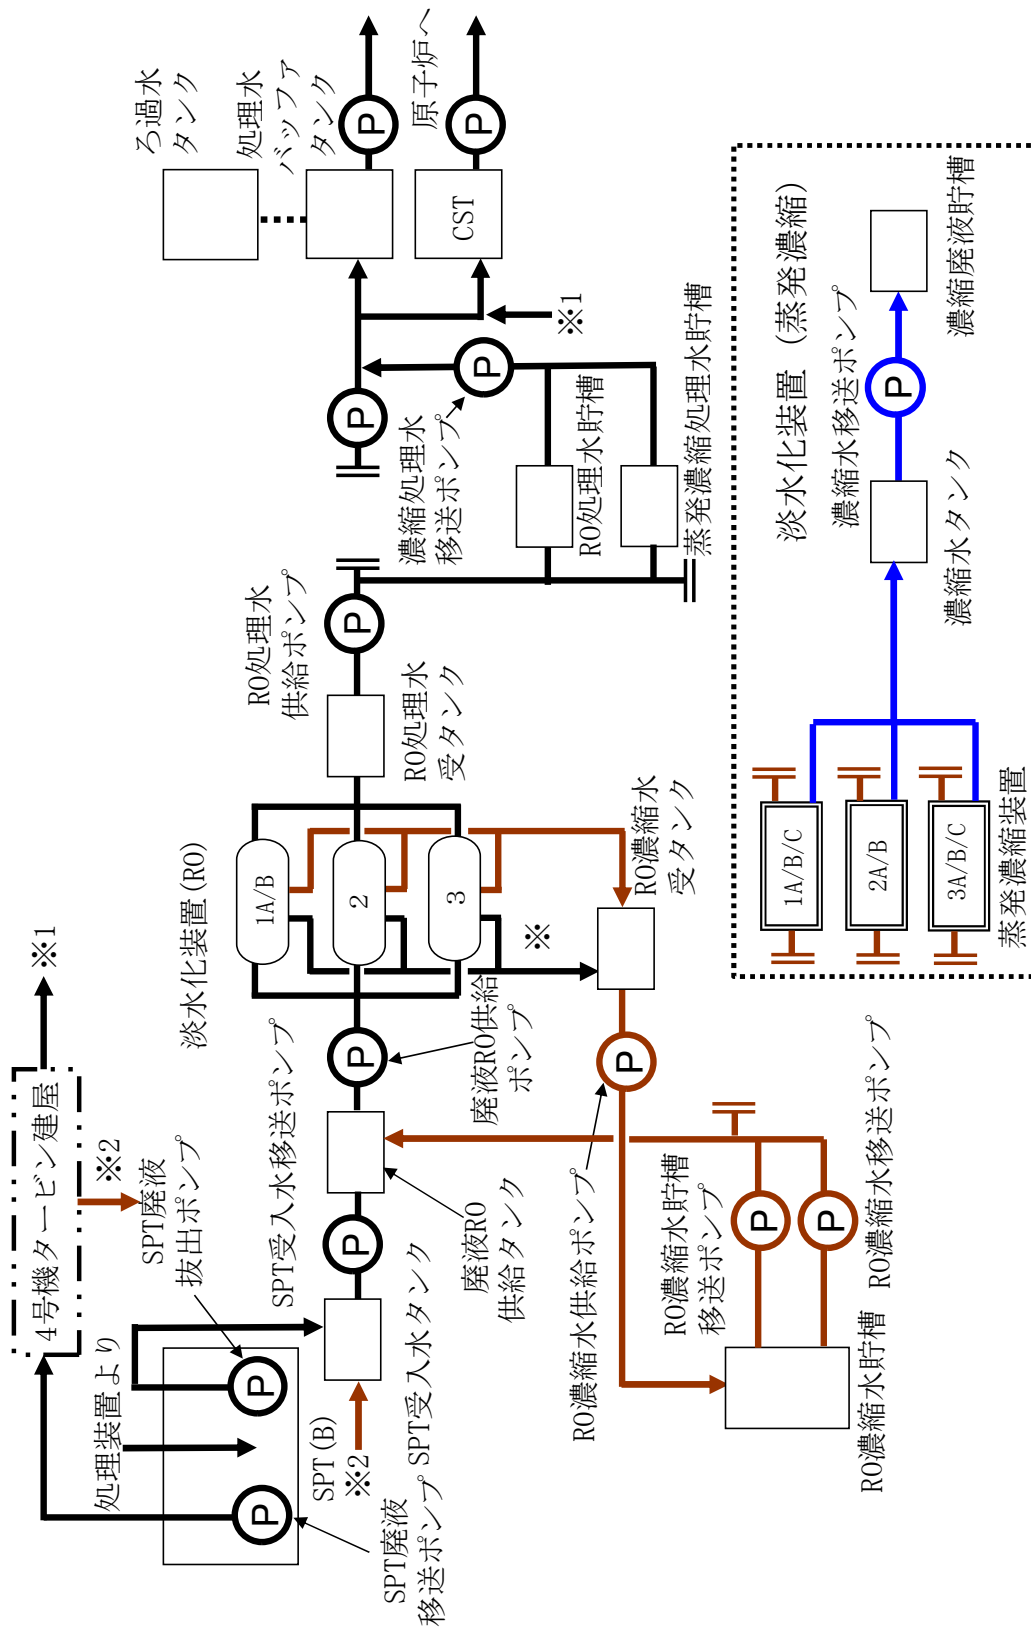 4号機タービン建屋
※1
※2
処理装置より
SPT廃液
抜出ポンプ
P
P
SPT(B)
※2
SPT廃液
移送ポンプ
SPT受入水タンク
SPT受入水移送ポンプ
P
廃液RO
供給タンク
P
廃液RO供給
ポンプ
淡水化装置(RO)
1A/B
2
3
※
RO濃縮水
受タンク
P
RO濃縮水供給ポンプ
RO濃縮水貯槽
移送ポンプ
P
P
RO濃縮水移送ポンプ
RO濃縮水貯槽
RO処理水
受タンク
RO処理水
供給ポンプ
P
RO処理水貯槽
蒸発濃縮処理水貯槽
濃縮処理水
移送ポンプ
P
P
※1
ろ過水
タンク
処理水
バッファ
タンク
P
CST
P
原子炉へ
淡水化装置(蒸発濃縮)
1A/B/C
2A/B
3A/B/C
蒸発濃縮装置
濃縮水タンク
濃縮水移送ポンプ
P
濃縮廃液貯槽